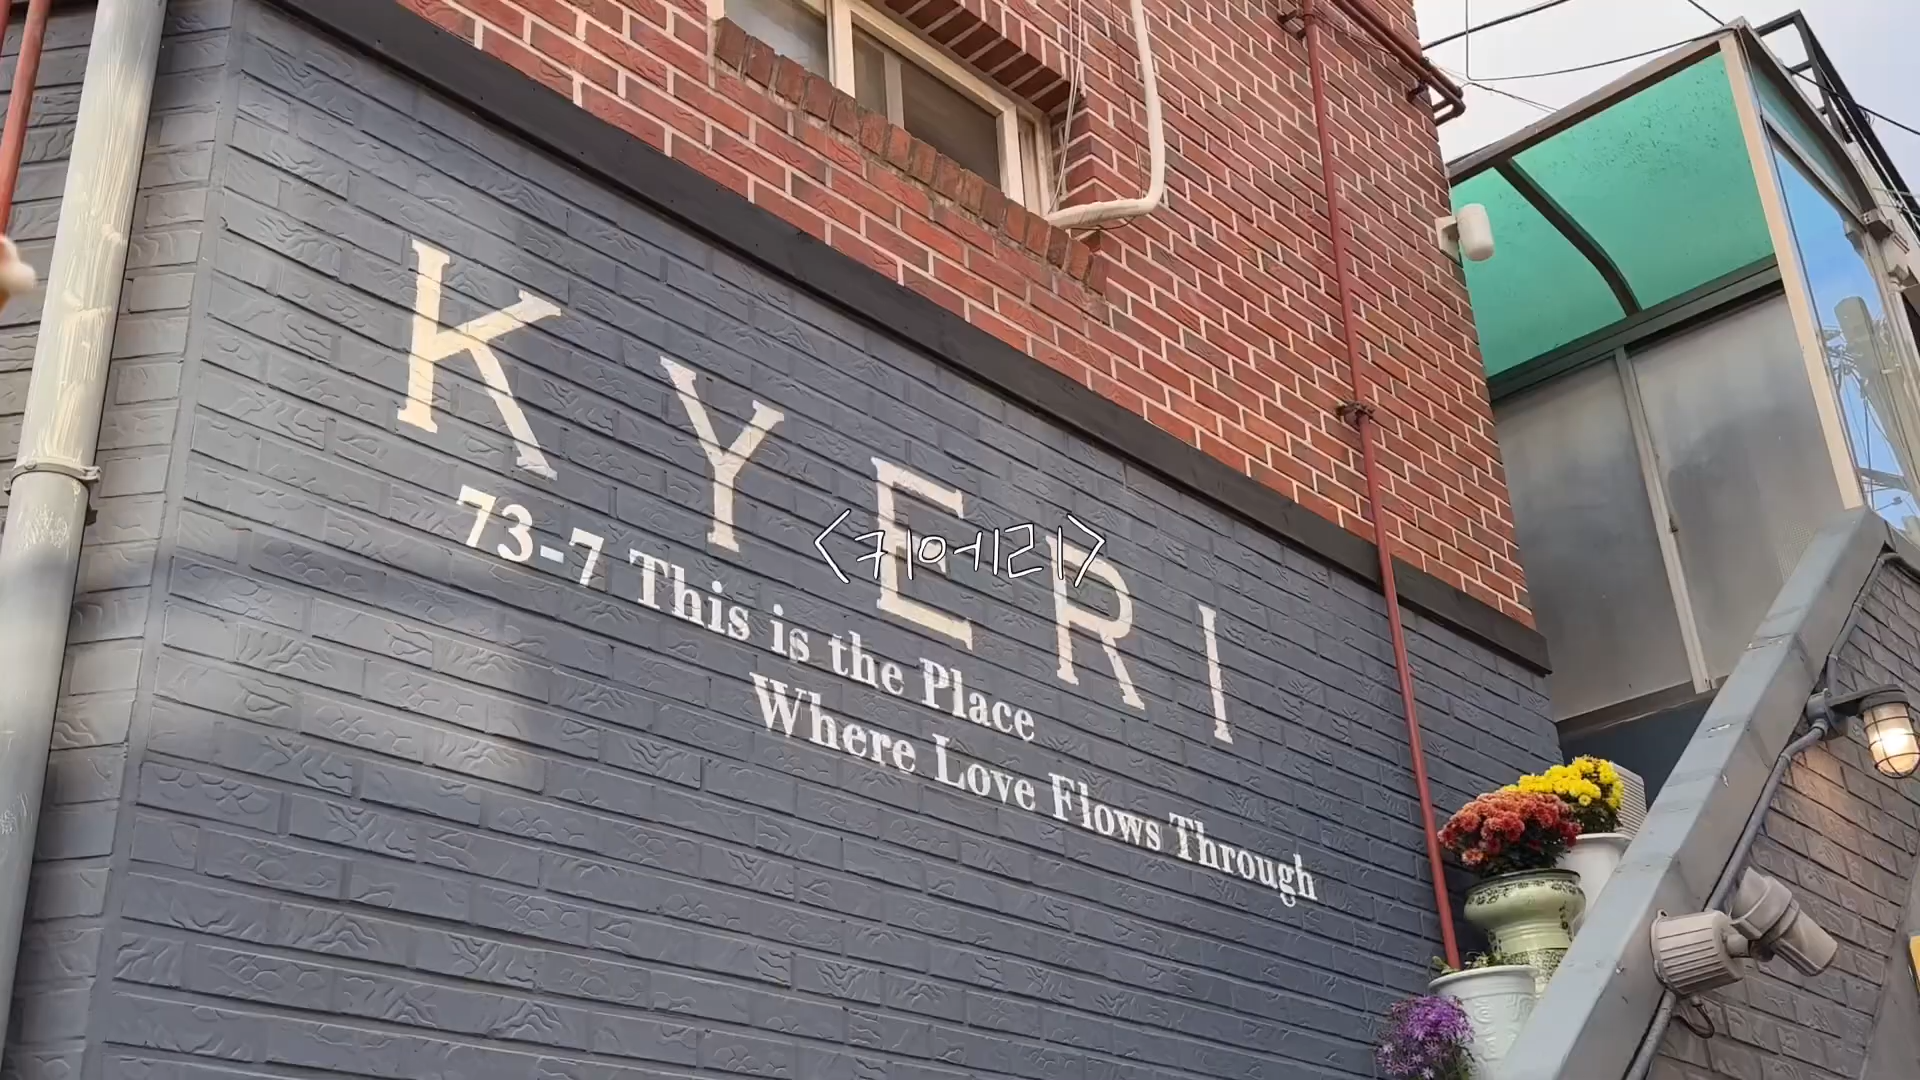 KYERI
<키에리>
73-7 This is the Place
Where Love Flows Through